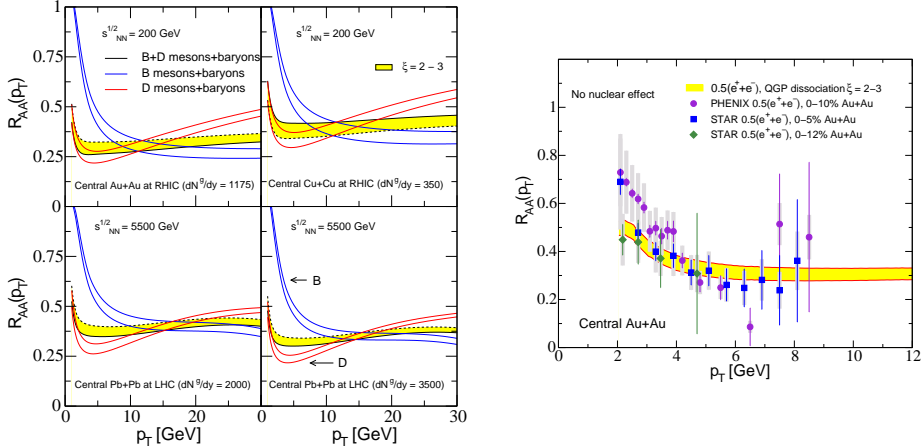 1
0.75
0.5
0.25
R_AA(p_T)
s^1/2_NN = 200 GeV
B+D mesons+baryons
B mesons+baryons
D mesons+baryons
Central Au+Au at RHIC (dN^g/dy = 1175)
s^1/2_NN = 200 GeV
ξ = 2 − 3
Central Cu+Cu at RHIC (dN^g/dy = 350)
0.75
0.5
0.25
0
R_AA(p_T)
s^1/2_NN = 5500 GeV
Central Pb+Pb at LHC (dN^g/dy = 2000)
0 10 20
p_T [GeV]
s^1/2_NN = 5500 GeV
B
D
Central Pb+Pb at LHC (dN^g/dy = 3500)
0 10 20 30
p_T [GeV]
1.4
1.2
1.0
0.8
0.6
0.4
0.2
0.0
R_AA(p_T)
No nuclear effect
0.5(e^++e^-), QGP dissociation ξ = 2−3
PHENIX 0.5(e^++e^-), 0−10% Au+Au
STAR 0.5(e^++e^-), 0−5% Au+Au
STAR 0.5(e^++e^-), 0−12% Au+Au
Central Au+Au
0 2 4 6 8 10 12
p_T [GeV]